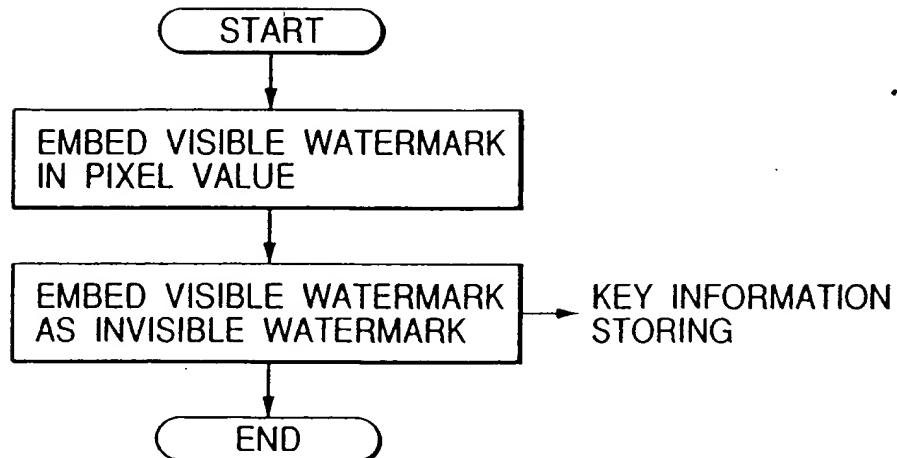 START
EMBED VISIBLE WATERMARK
IN PIXEL VALUE
EMBED VISIBLE WATERMARK
AS INVISIBLE WATERMARK
KEY INFORMATION
STORING
END